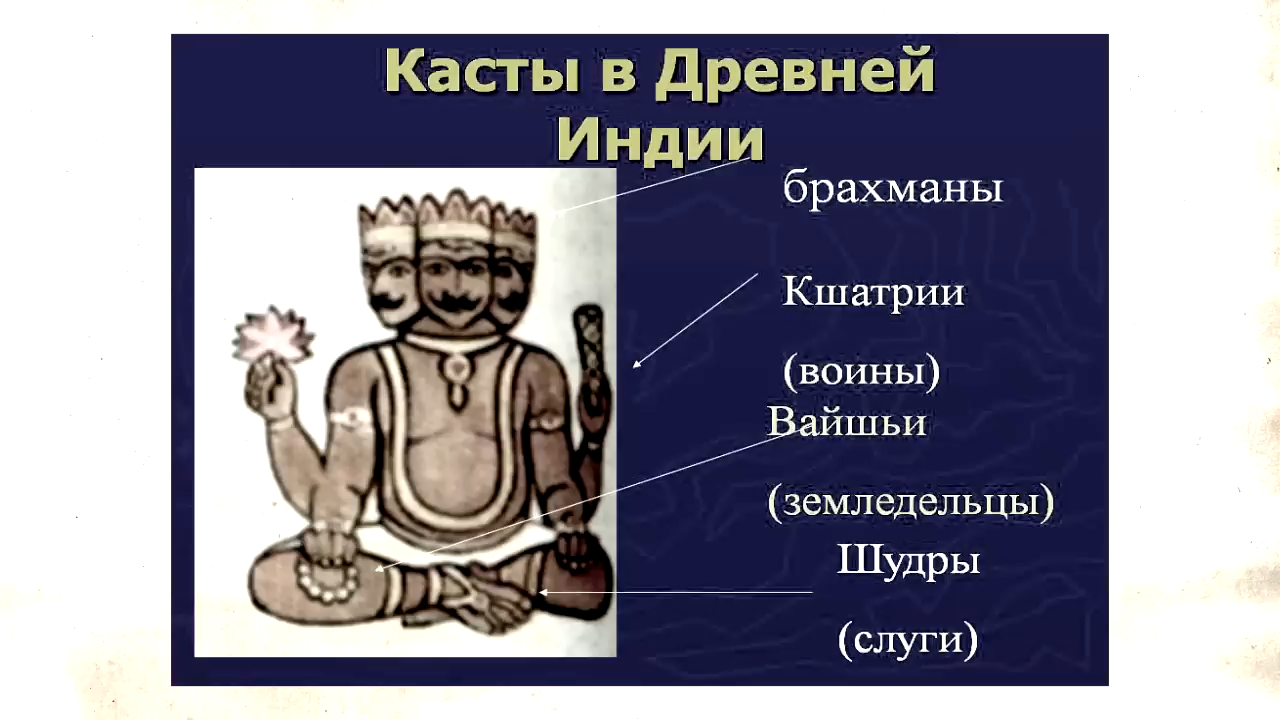 Касты в Древней
Индии
брахманы
Кшатрии
(воины)
Вайшьи
(земледельцы)
Шудры
(слуги)